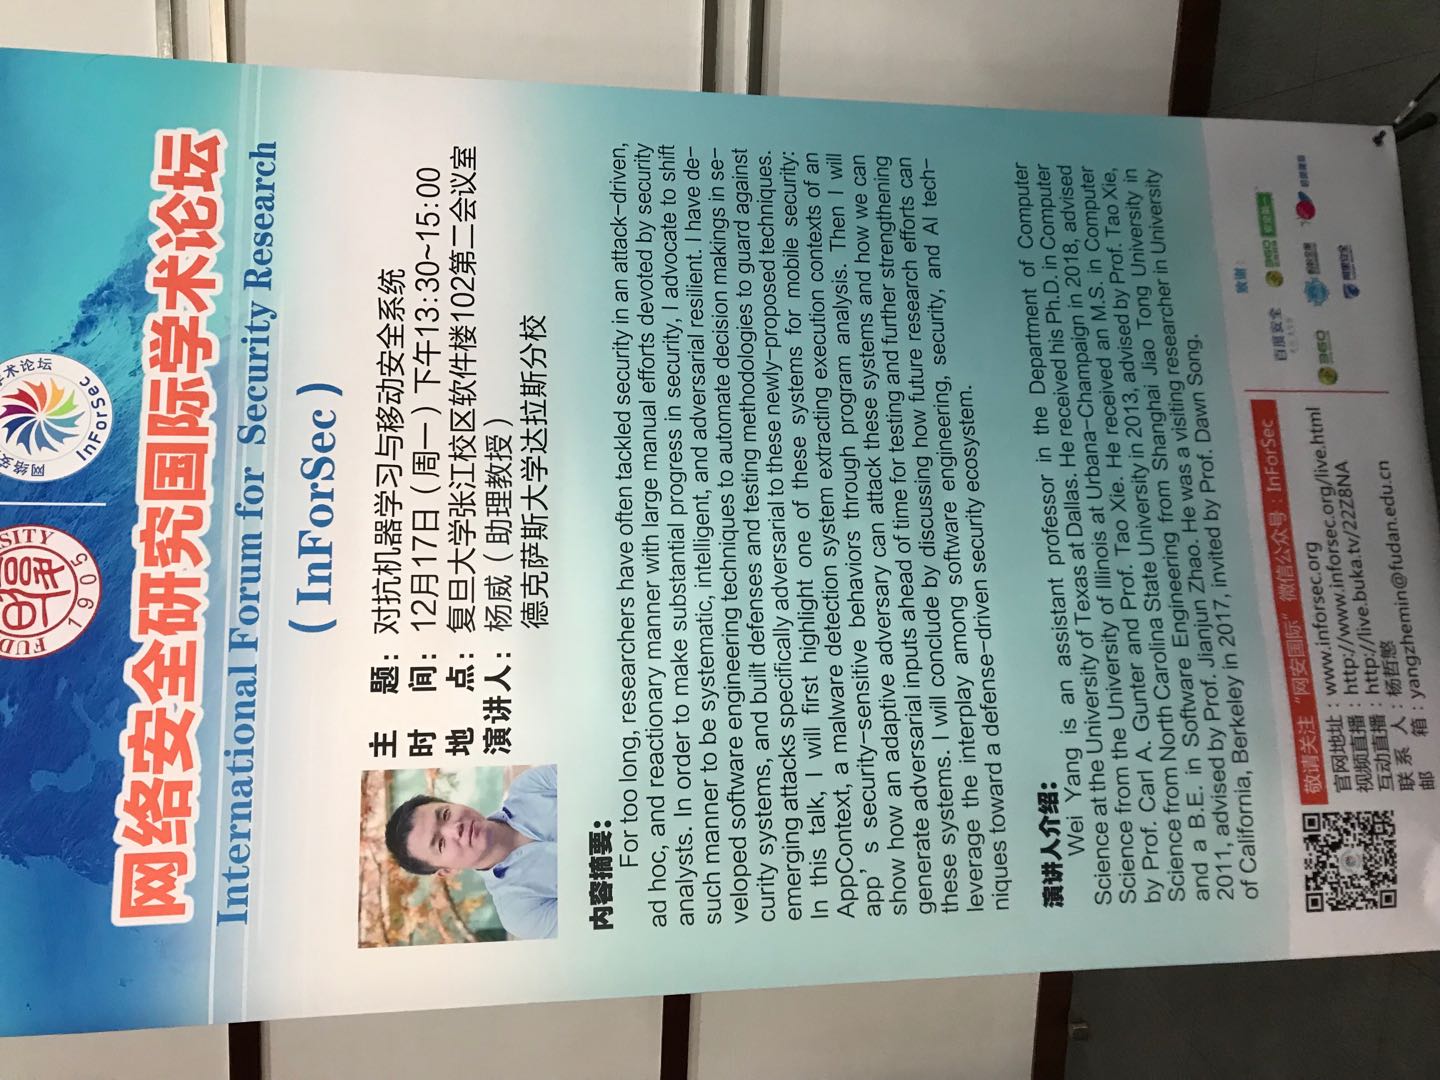 1905
InForSec
网络安全研究国际学术论坛
International Forum for Security Research
（InForSec）
主 题：对抗机器学习与移动安全系统
时 间：12月17日（周一）下午13:30~15:00
地 点：复旦大学张江校区软件楼102第二会议室
演讲人：杨威（助理教授）
德克萨斯大学达拉斯分校
内容摘要：
For too long, researchers have often tackled security in an attack-driven,
ad hoc, and reactionary manner with large manual efforts devoted by security
analysts. In order to make substantial progress in security, I advocate to shift
such manner to be systematic, intelligent, and adversarial resilient. I have de-
veloped software engineering techniques to automate decision makings in se-
curity systems, and built defenses and testing methodologies to guard against
emerging attacks specifically adversarial to these newly-proposed techniques.
In this talk, I will first highlight one of these systems for mobile security:
AppContext, a malware detection system extracting execution contexts of an
app’s security-sensitive behaviors through program analysis. Then I will
show how an adaptive adversary can attack these systems and how we can
generate adversarial inputs ahead of time for testing and further strengthening
these systems. I will conclude by discussing how future research efforts can
leverage the interplay among software engineering, security, and AI tech-
niques toward a defense-driven security ecosystem.
演讲人介绍：
Wei Yang is an assistant professor in the Department of Computer
Science at the University of Texas at Dallas. He received his Ph.D. in Computer
Science from the University of Illinois at Urbana-Champaign in 2018, advised
by Prof. Carl A. Gunter and Prof. Tao Xie. He received an M.S. in Computer
Science from North Carolina State University in 2013, advised by Prof. Tao Xie,
and a B.E. in Software Engineering from Shanghai Jiao Tong University in
2011, advised by Prof. Jianjun Zhao. He was a visiting researcher in University
of California, Berkeley in 2017, invited by Prof. Dawn Song.
敬请关注“网安国际”微信公众号：InForSec
官网地址：www.inforsec.org
视频直播：http://www.inforsec.org/live.html
互动直播：http://live.buka.tv/22Z8NA
联 系 人：杨哲慜
邮 箱：yangzhemin@fudan.edu.cn
致谢：
百度安全
360 安全第一
360
阿里安全